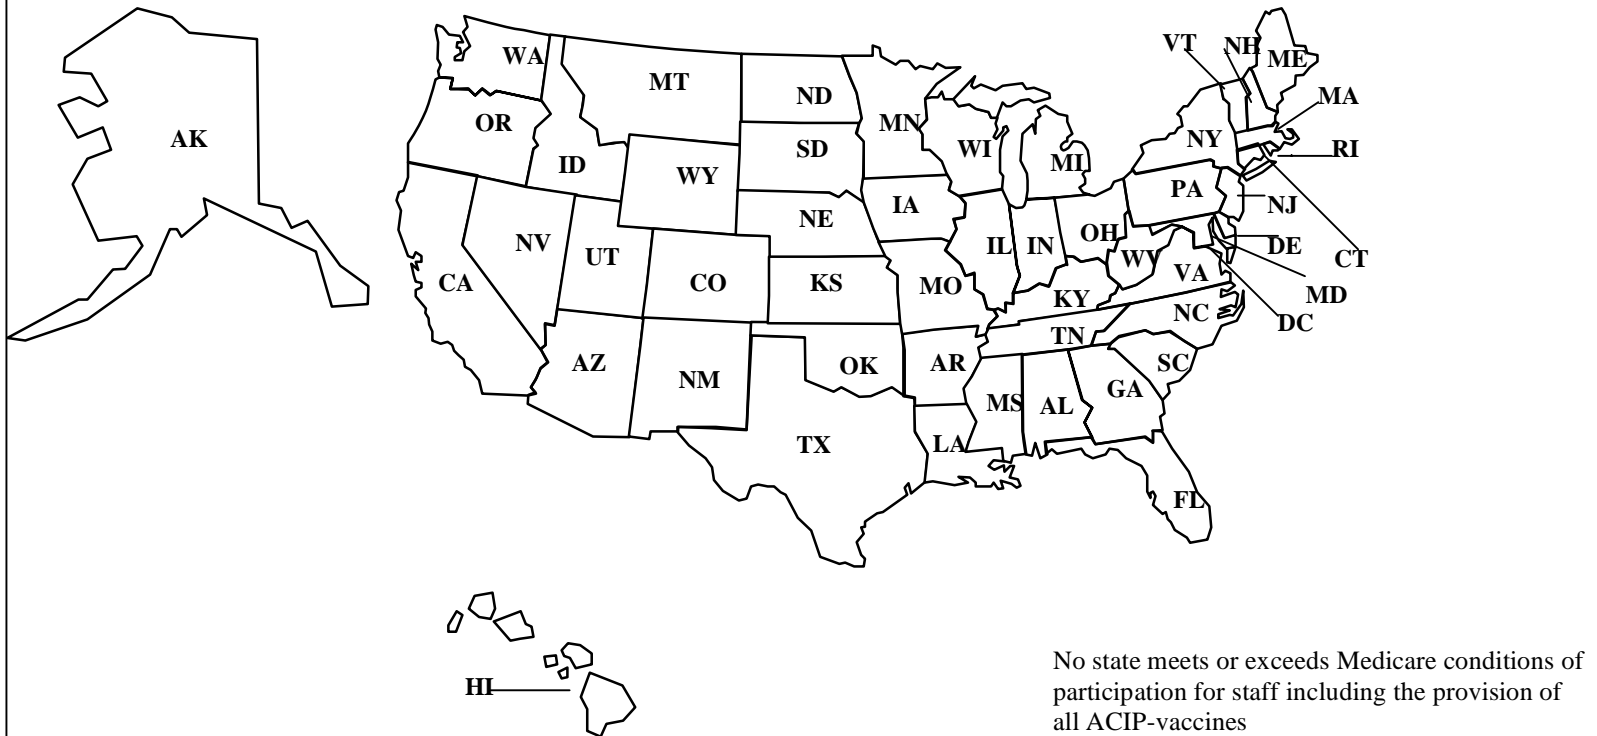 WA
MT
ND
MN
VT
NH
ME
MA
OR
ID
SD
WI
MI
NY
RI
AK
WY
IA
PA
NJ
NV
UT
NE
IL
IN
OH
WV
VA
DE
CT
CA
CO
KS
MO
KY
NC
MD
DC
AZ
NM
OK
AR
TN
SC
TX
LA
MS
AL
GA
FL
HI
No state meets or exceeds Medicare conditions of
participation for staff including the provision of
all ACIP-vaccines